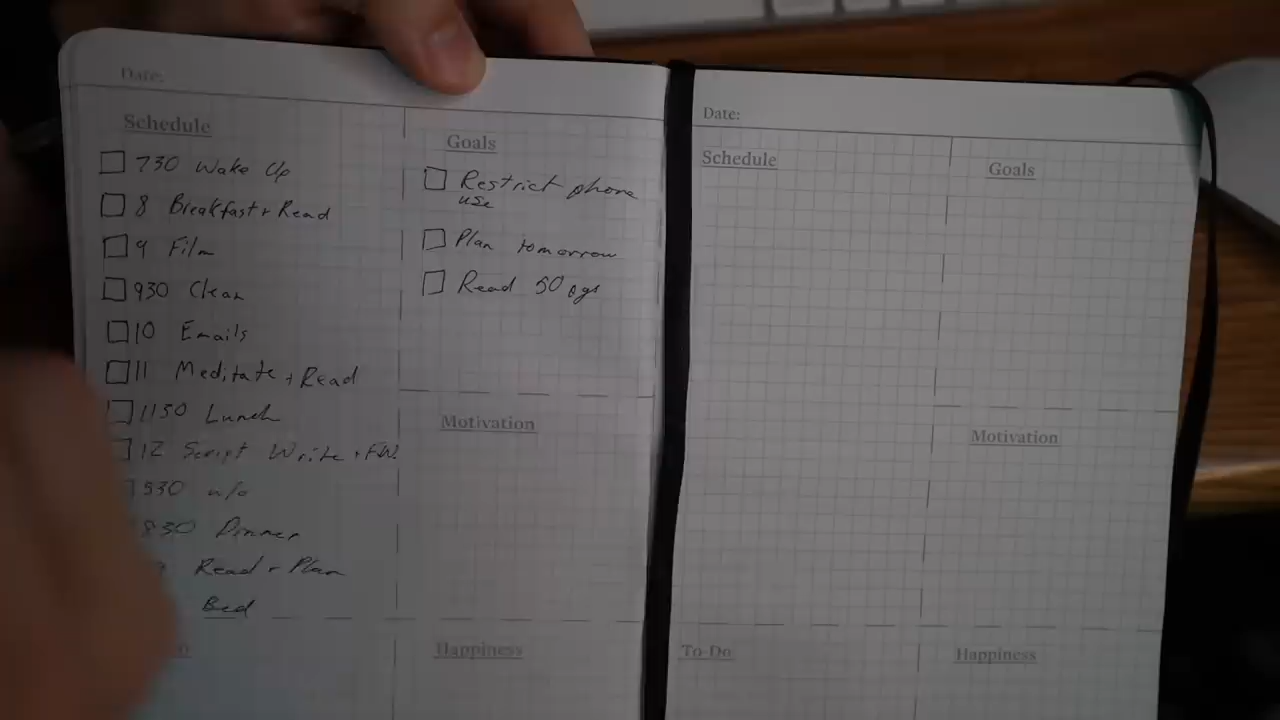 Date:
Schedule
730 Wake Up
8 Breakfast + Read
9 Film
930 Clean
10 Emails
11 Meditate + Read
1130 Lunch
12 Script Write + FW
530 w/o
830 Dinner
Read + Plan
Bed
Goals
Restrict phone
use
Plan tomorrow
Read 50 pgs
Motivation
Happiness
Date:
Schedule
Goals
Motivation
To-Do
Happiness